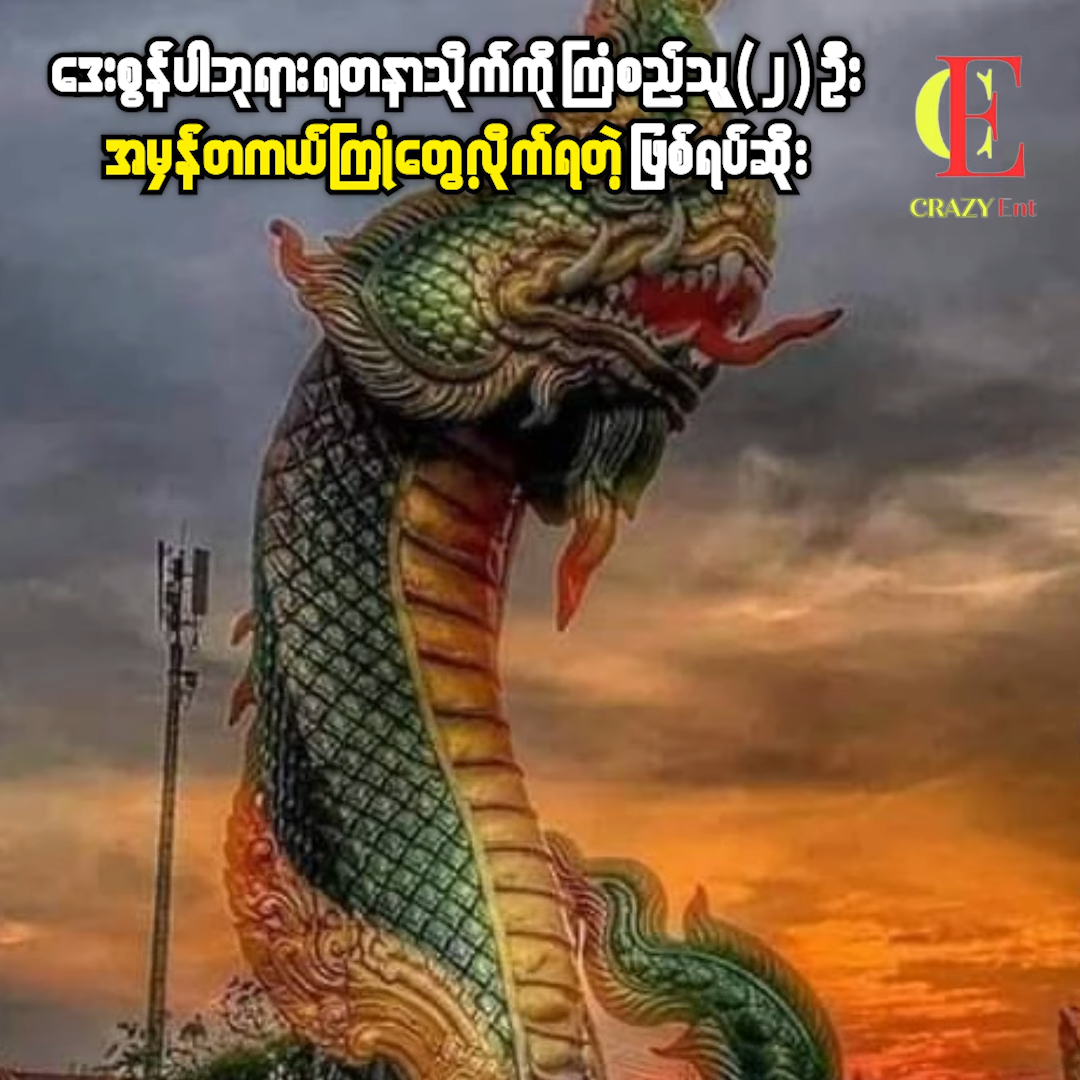 ဒေးစွန်ပါဘုရားရတနာသိုက်ကို ကြံစည်သူ(၂)ဦး
အမှန်တကယ်ကြုံတွေ့လိုက်ရတဲ့ ဖြစ်ရပ်ဆိုး
CE
CRAZY Ent